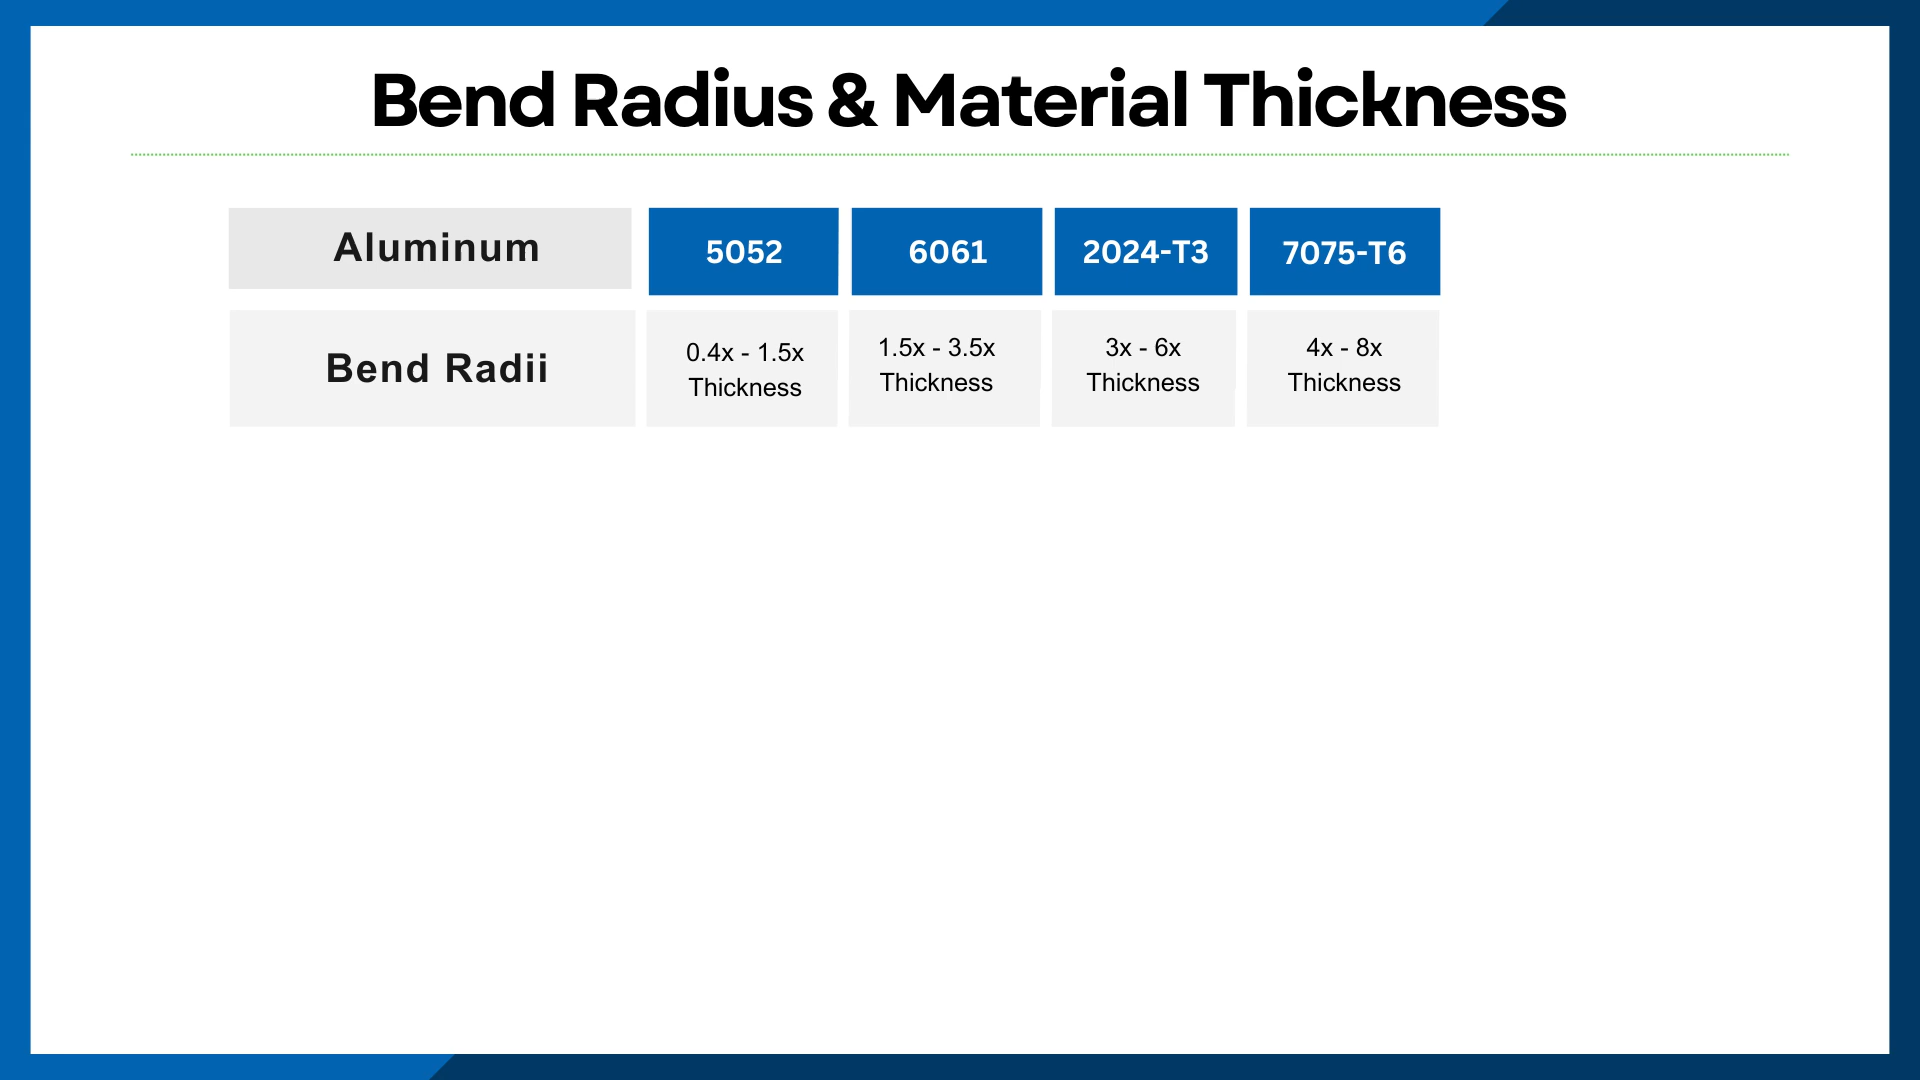 Bend Radius & Material Thickness
Aluminum
5052
6061
2024-T3
7075-T6
Bend Radii
0.4x - 1.5x
Thickness
1.5x - 3.5x
Thickness
3x - 6x
Thickness
4x - 8x
Thickness